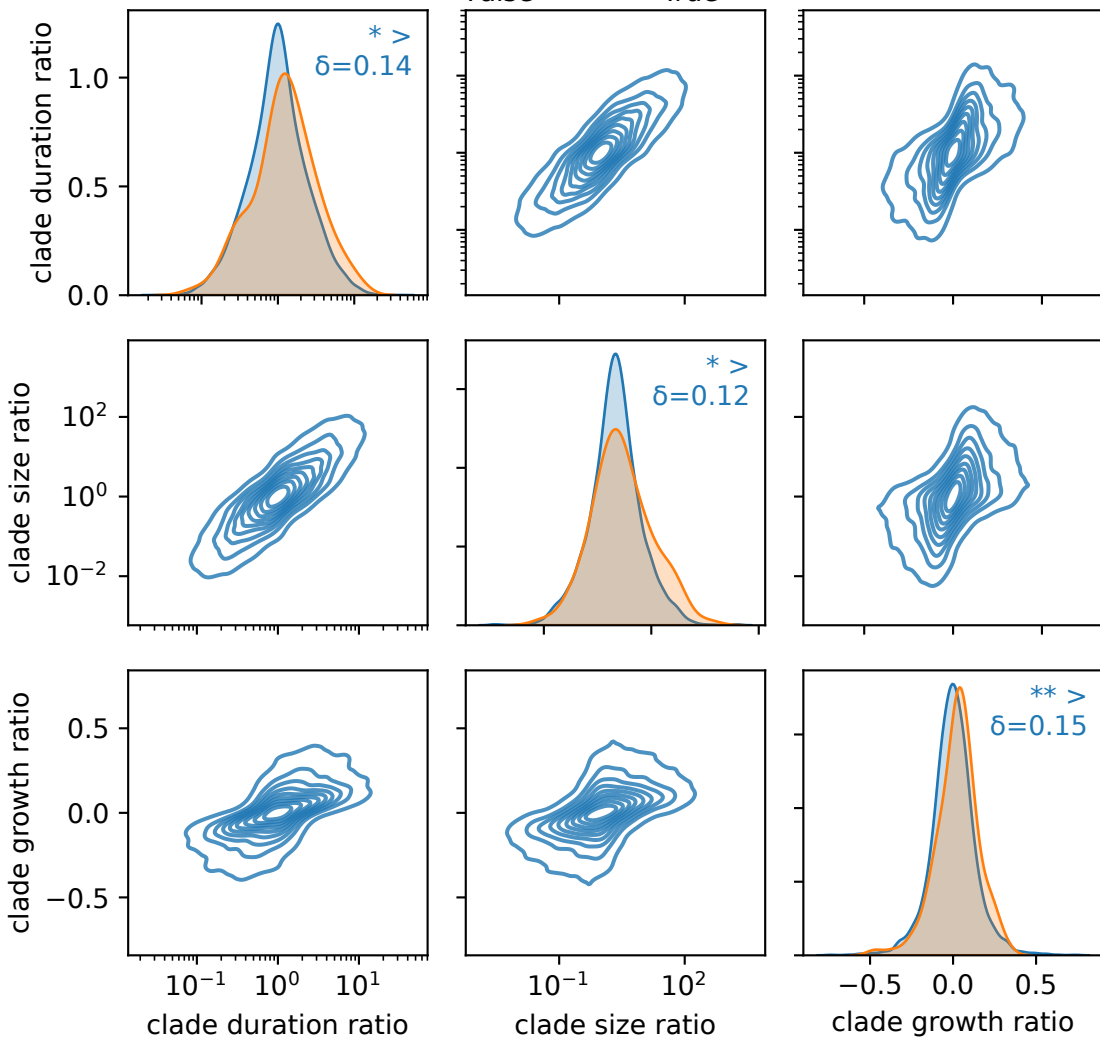 clade duration ratio
1.0
0.5
0.0
* >
δ=0.14
clade size ratio
10²
10⁰
10⁻²
* >
δ=0.12
clade growth ratio
0.5
0.0
−0.5
** >
δ=0.15
10⁻¹ 10⁰ 10¹
10⁻¹ 10²
−0.5 0.0 0.5
clade duration ratio
clade size ratio
clade growth ratio